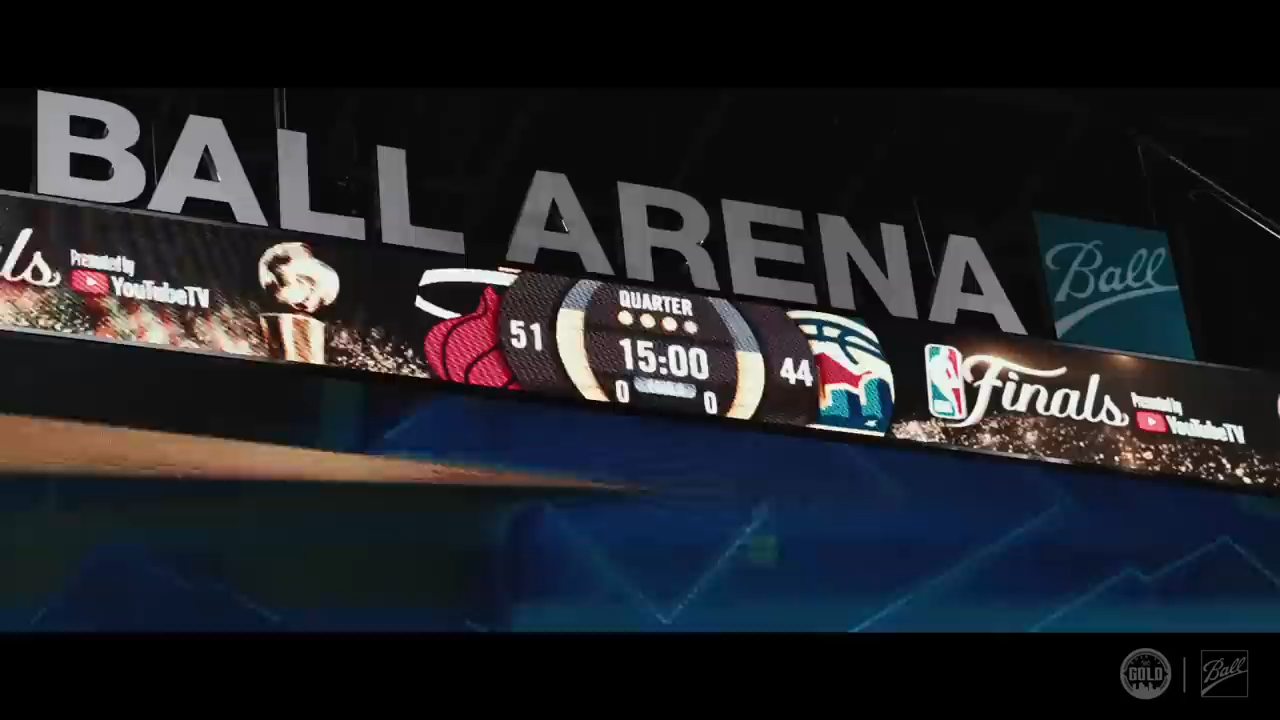 BALL ARENA
Ball
ls
Presented by
YouTubeTV
51
QUARTER
15:00
0
0
44
Finals
Presented by
YouTubeTV
GOLD
Ball